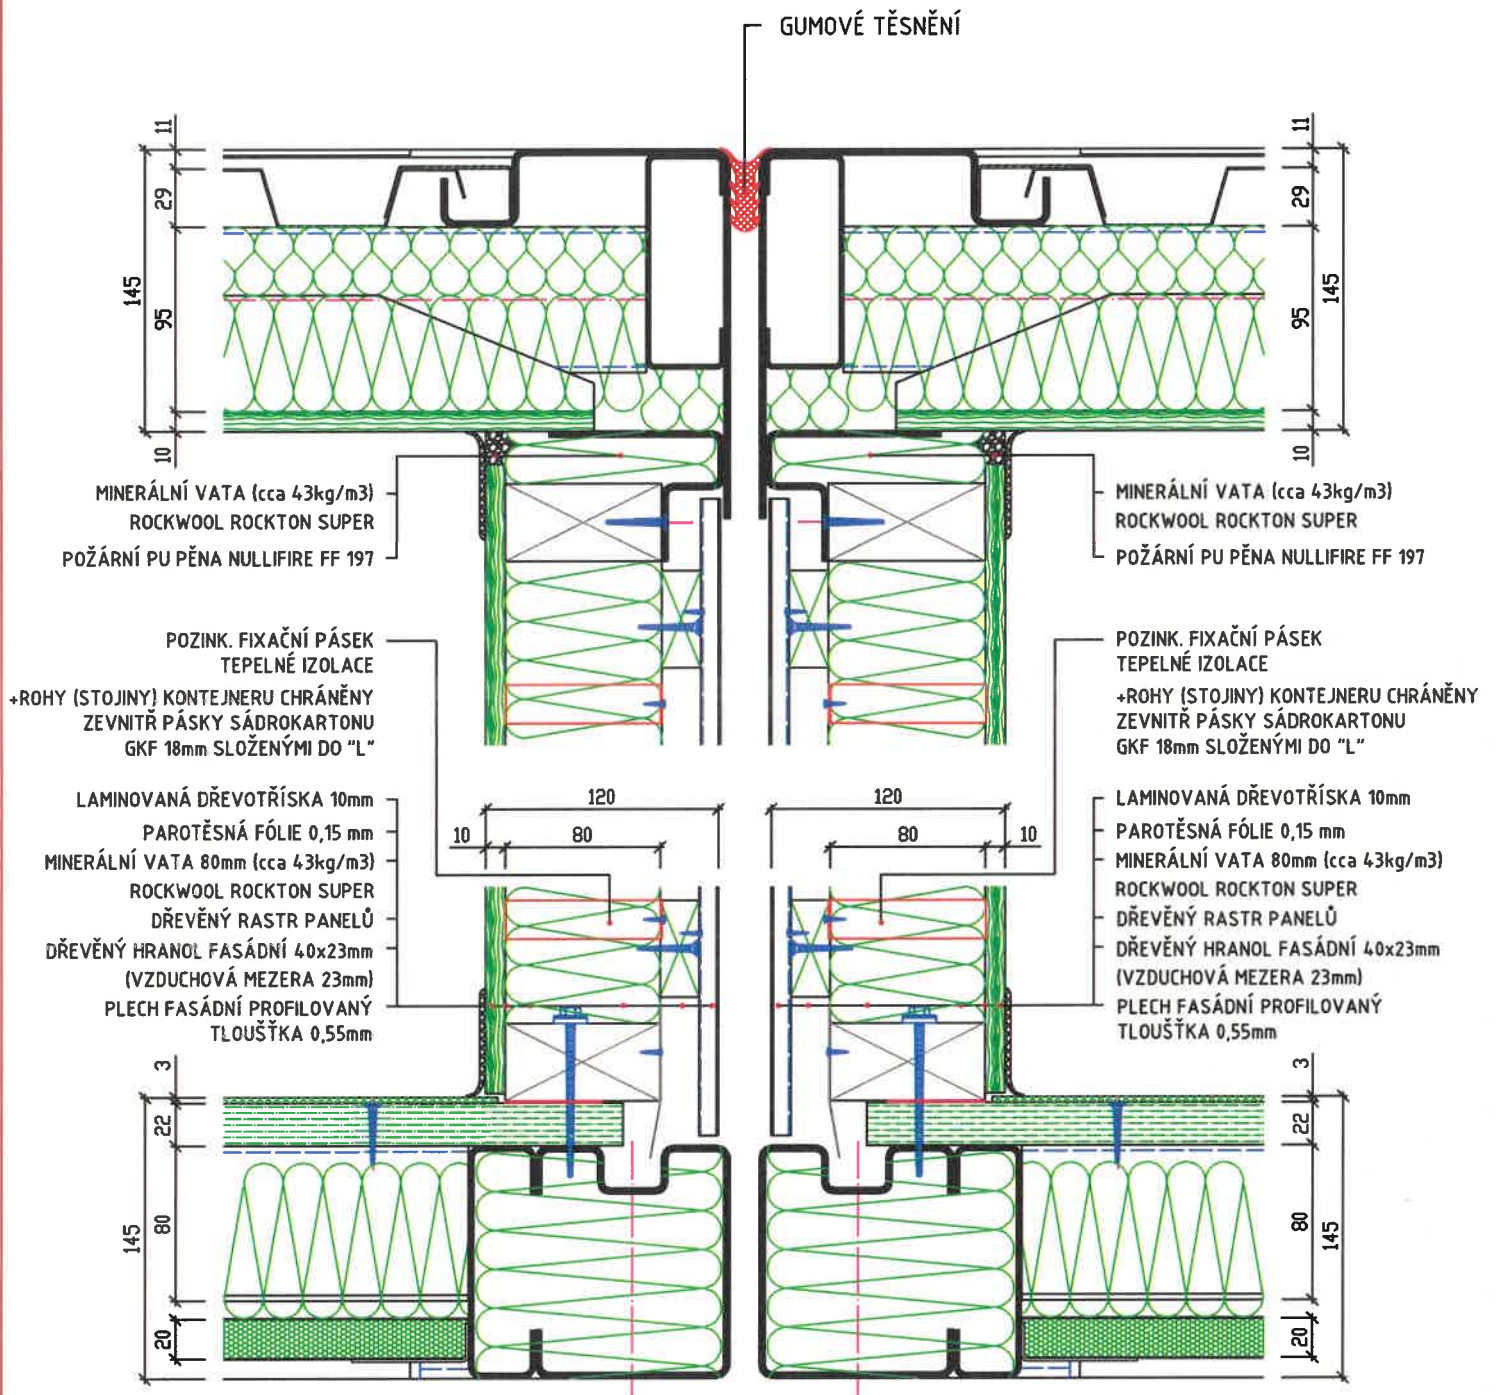 GUMOVÉ TĚSNĚNÍ
11
29
145
95
10
11
29
145
95
10
MINERÁLNÍ VATA (cca 43kg/m3)
ROCKWOOL ROCKTON SUPER
POŽÁRNÍ PU PĚNA NULLIFIRE FF 197
POZINK. FIXAČNÍ PÁSEK
TEPELNÉ IZOLACE
+ROHY (STOJINY) KONTEJNERU CHRÁNĚNY
ZEVNITŘ PÁSKY SÁDROKARTONU
GKF 18mm SLOŽENÝMI DO "L"
LAMINOVANÁ DŘEVOTŘÍSKA 10mm
PAROTĚSNÁ FÓLIE 0,15 mm
MINERÁLNÍ VATA 80mm (cca 43kg/m3)
ROCKWOOL ROCKTON SUPER
DŘEVĚNÝ RASTR PANELŮ
DŘEVĚNÝ HRANOL FASÁDNÍ 40x23mm
(VZDUCHOVÁ MEZERA 23mm)
PLECH FASÁDNÍ PROFILOVANÝ
TLOUŠŤKA 0,55mm
MINERÁLNÍ VATA (cca 43kg/m3)
ROCKWOOL ROCKTON SUPER
POŽÁRNÍ PU PĚNA NULLIFIRE FF 197
POZINK. FIXAČNÍ PÁSEK
TEPELNÉ IZOLACE
+ROHY (STOJINY) KONTEJNERU CHRÁNĚNY
ZEVNITŘ PÁSKY SÁDROKARTONU
GKF 18mm SLOŽENÝMI DO "L"
LAMINOVANÁ DŘEVOTŘÍSKA 10mm
PAROTĚSNÁ FÓLIE 0,15 mm
MINERÁLNÍ VATA 80mm (cca 43kg/m3)
ROCKWOOL ROCKTON SUPER
DŘEVĚNÝ RASTR PANELŮ
DŘEVĚNÝ HRANOL FASÁDNÍ 40x23mm
(VZDUCHOVÁ MEZERA 23mm)
PLECH FASÁDNÍ PROFILOVANÝ
TLOUŠŤKA 0,55mm
120
10 80
120
80 10
3
22
145
80
20
3
22
80
145
20